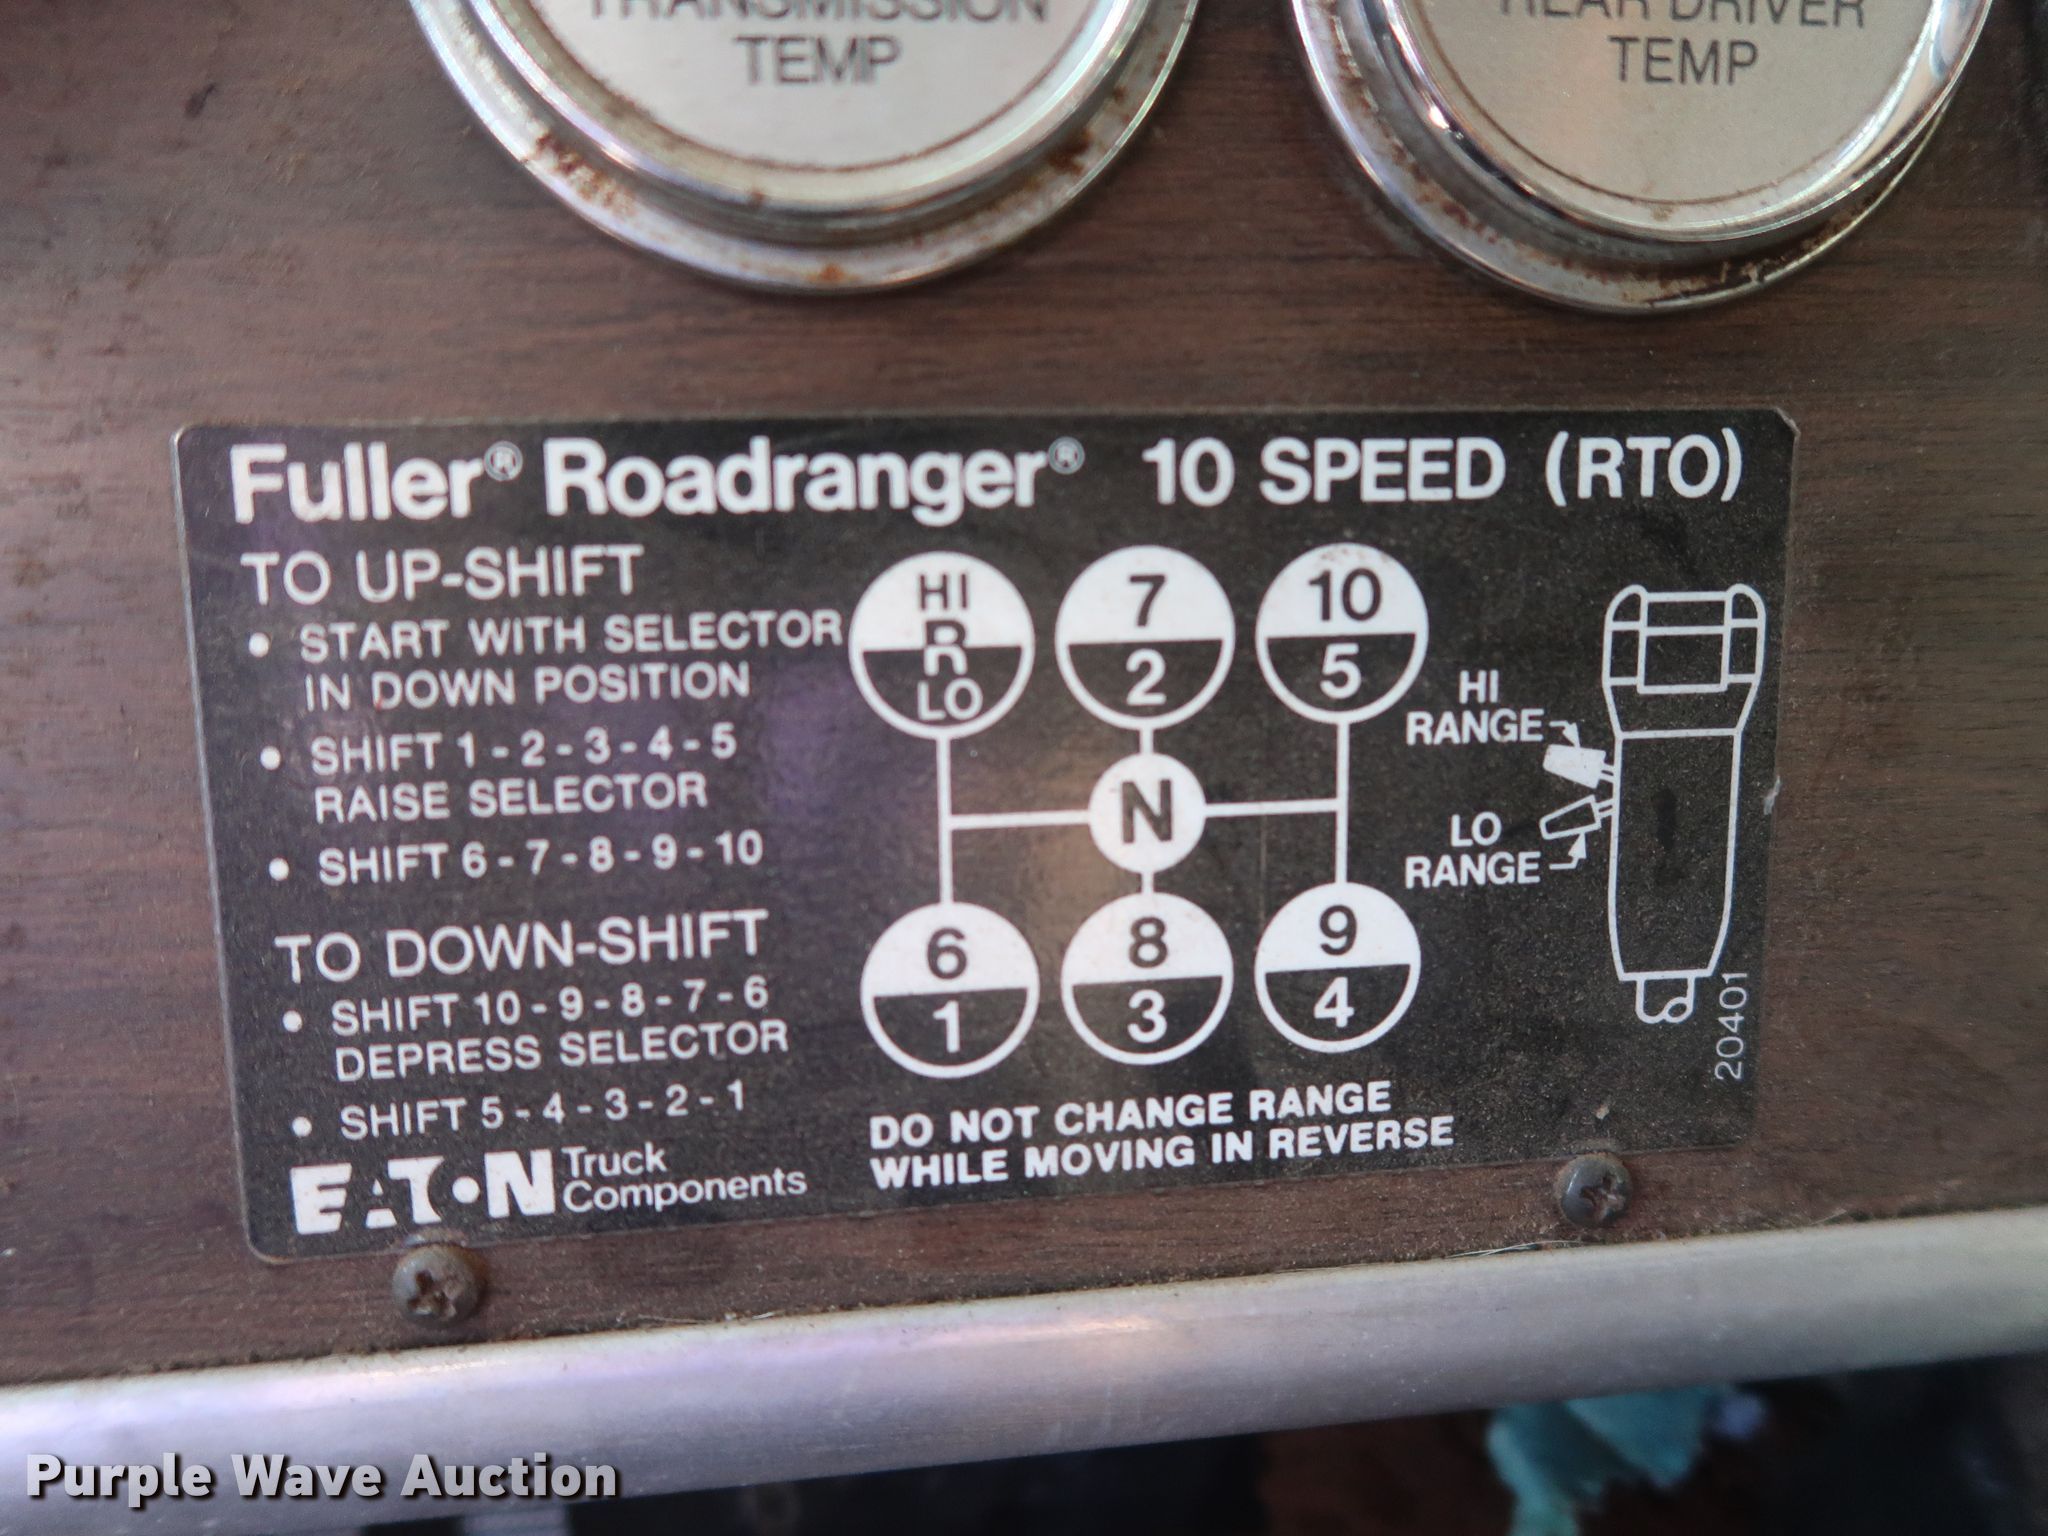 TRANSMISSION
TEMP
REAR DRIVER
TEMP
Fuller® Roadranger® 10 SPEED (RTO)
TO UP-SHIFT
• START WITH SELECTOR
IN DOWN POSITION
• SHIFT 1 - 2 - 3 - 4 - 5
RAISE SELECTOR
• SHIFT 6 - 7 - 8 - 9 - 10
TO DOWN-SHIFT
• SHIFT 10 - 9 - 8 - 7 - 6
DEPRESS SELECTOR
• SHIFT 5 - 4 - 3 - 2 - 1
EATON Truck
Components
HI
R
LO
7
2
10
5
N
6
1
8
3
9
4
HI
RANGE
LO
RANGE
20401
DO NOT CHANGE RANGE
WHILE MOVING IN REVERSE
Purple Wave Auction